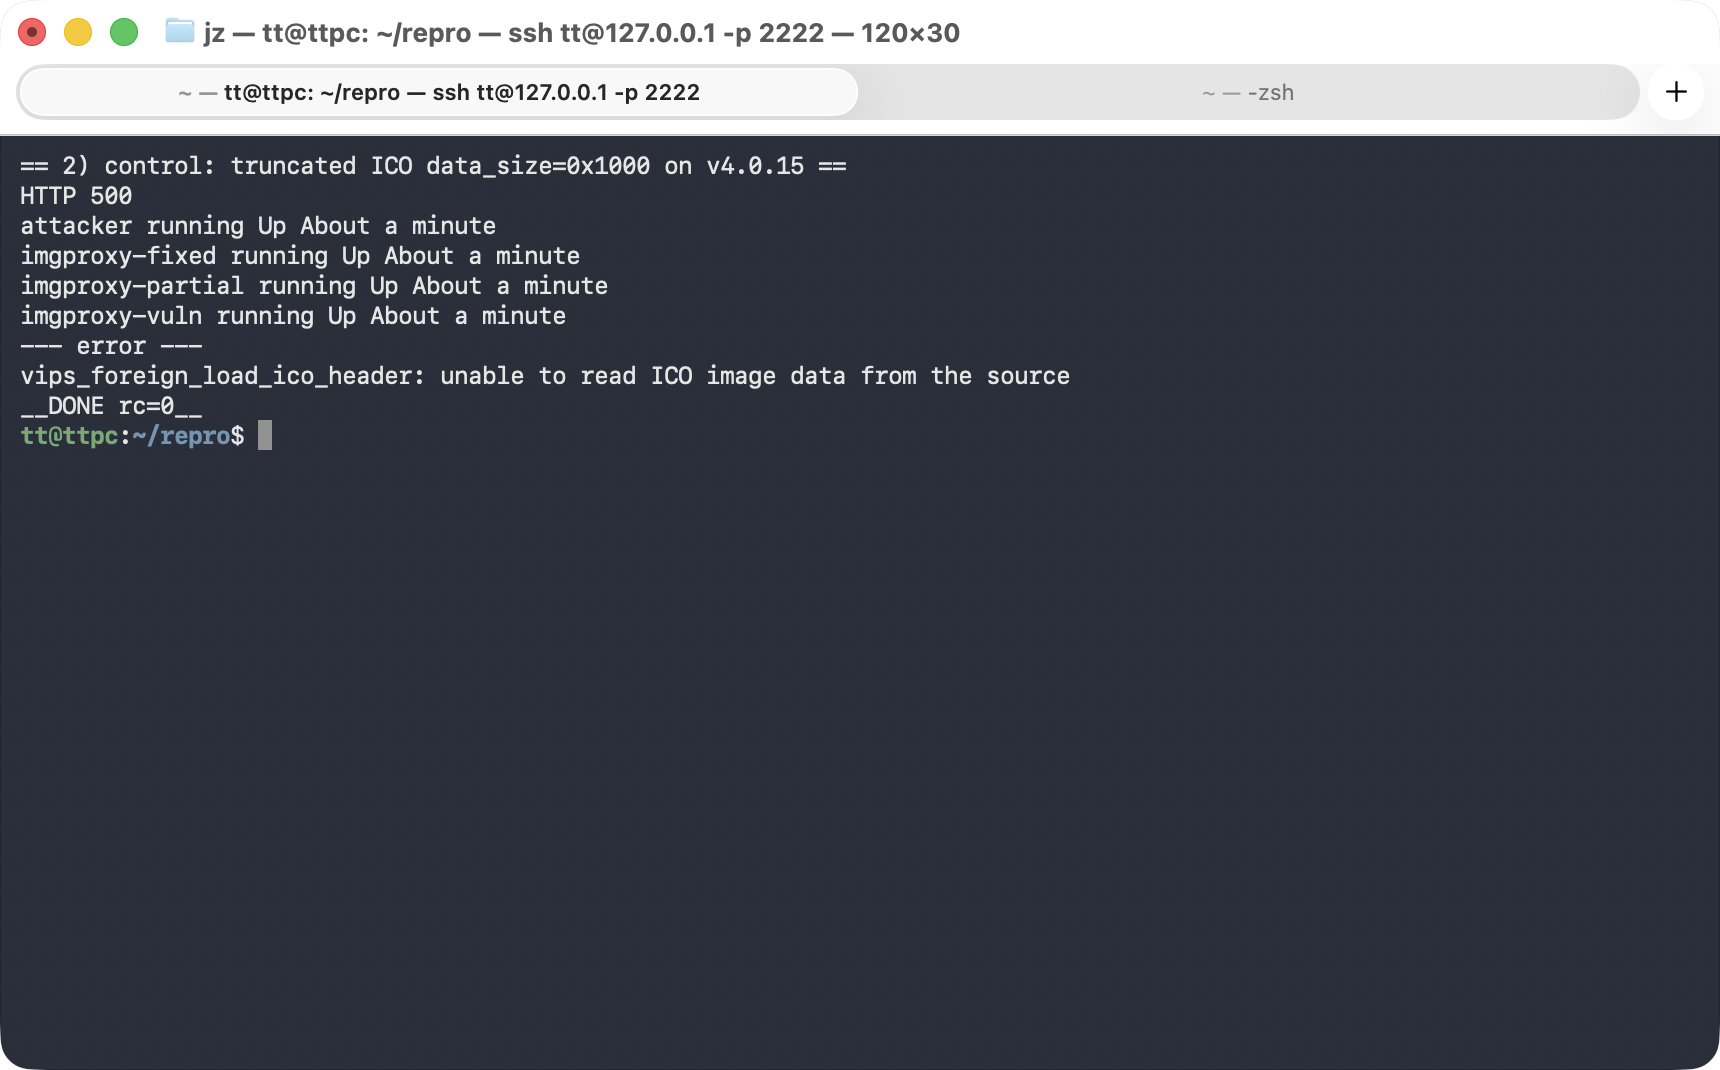 jz — tt@ttpc: ~/repro — ssh tt@127.0.0.1 -p 2222 — 120×30
~ — tt@ttpc: ~/repro — ssh tt@127.0.0.1 -p 2222
~ — -zsh
+
== 2) control: truncated ICO data_size=0x1000 on v4.0.15 ==
HTTP 500
attacker running Up About a minute
imgproxy-fixed running Up About a minute
imgproxy-partial running Up About a minute
imgproxy-vuln running Up About a minute
--- error ---
vips_foreign_load_ico_header: unable to read ICO image data from the source
__DONE rc=0__
tt@ttpc:~/repro$